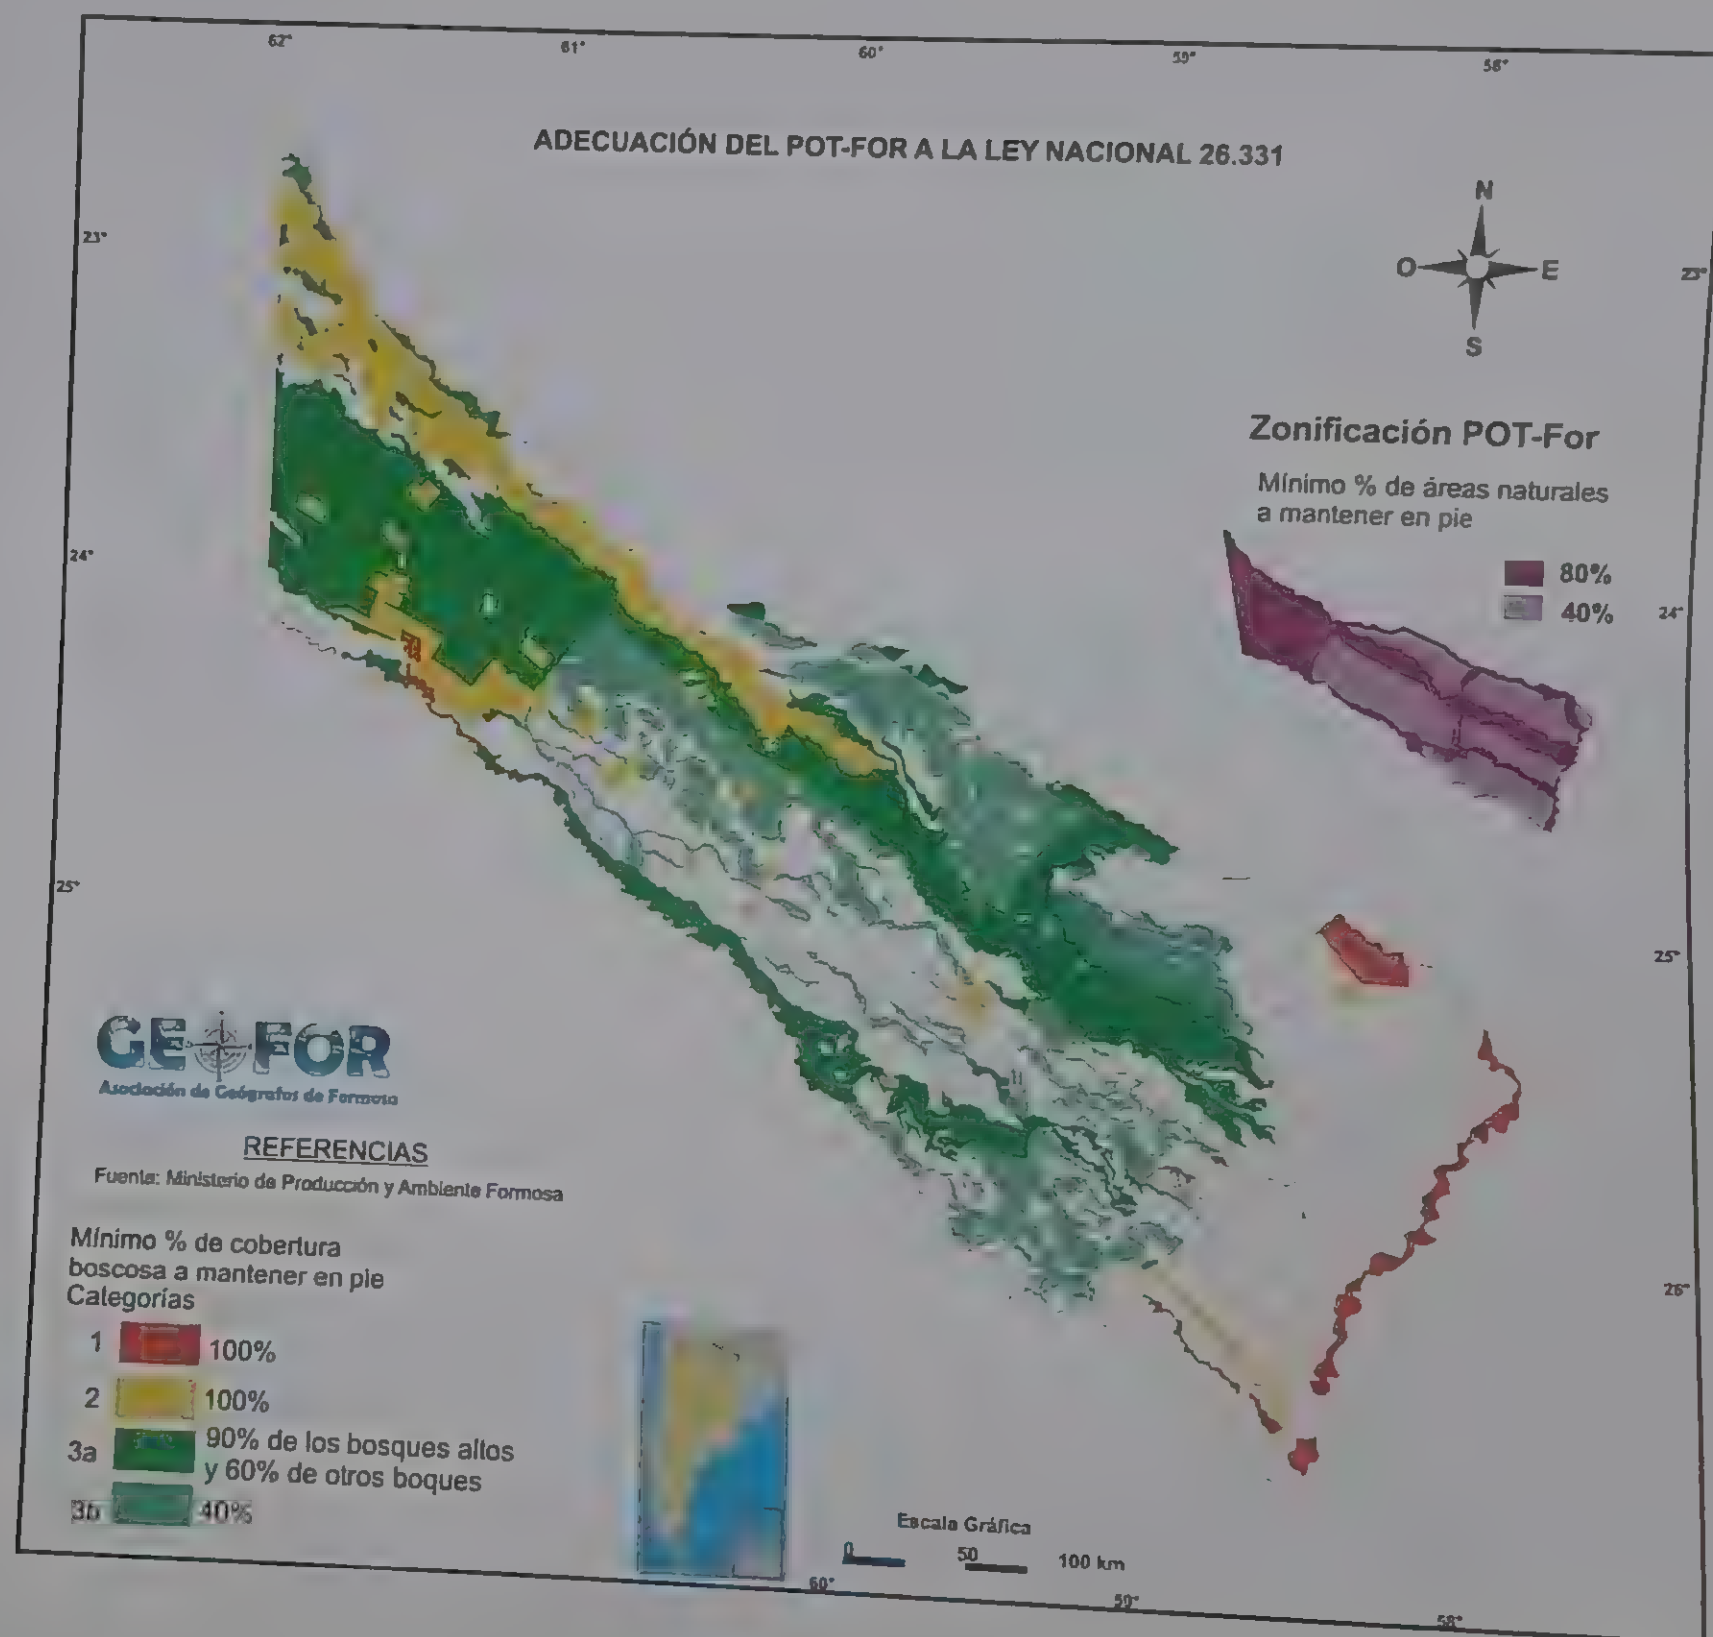 62°
61°
60°
59°
58°
ADECUACIÓN DEL POT-FOR A LA LEY NACIONAL 26.331
N
O
E
S
23°
23°
Zonificación POT-For
Mínimo % de áreas naturales
a mantener en pie
80%
40%
24°
24°
25°
25°
GEOFOR
Asociación de Geógrafos de Formosa
REFERENCIAS
Fuente: Ministerio de Producción y Ambiente Formosa
Mínimo % de cobertura
boscosa a mantener en pie
Categorías
1 100%
2 100%
3a 90% de los bosques altos
y 60% de otros boques
3b 40%
26°
Escala Gráfica
0 50 100 km
60°
59°
58°